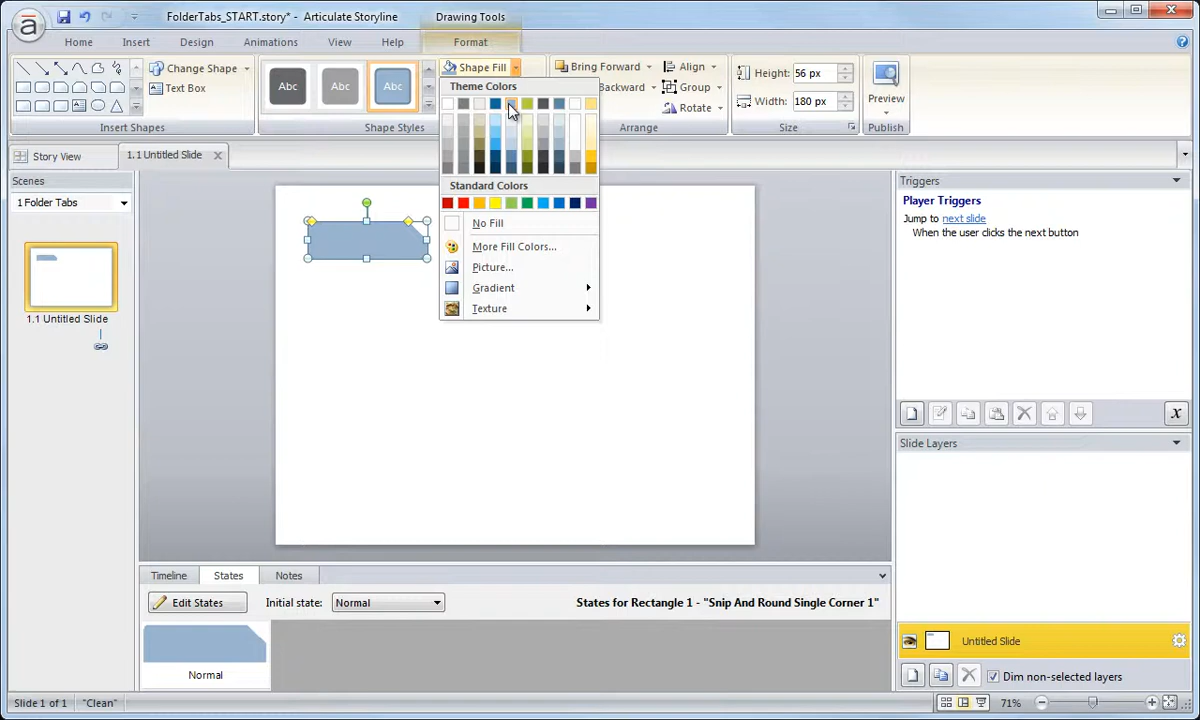 FolderTabs_START.story* - Articulate Storyline
Drawing Tools
Home Insert Design Animations View Help Format
Change Shape
Text Box
Insert Shapes
Abc Abc Abc
Shape Styles
Shape Fill
Theme Colors
Standard Colors
No Fill
More Fill Colors...
Picture...
Gradient
Texture
Bring Forward
Backward
Align
Group
Rotate
Arrange
Height: 56 px
Width: 180 px
Size
Preview
Publish
Story View
1.1 Untitled Slide
Scenes
1 Folder Tabs
1.1 Untitled Slide
Triggers
Player Triggers
Jump to next slide
When the user clicks the next button
x
Slide Layers
Untitled Slide
Dim non-selected layers
Timeline States Notes
Edit States
Initial state: Normal
States for Rectangle 1 - "Snip And Round Single Corner 1"
Normal
Slide 1 of 1 "Clean"
71%